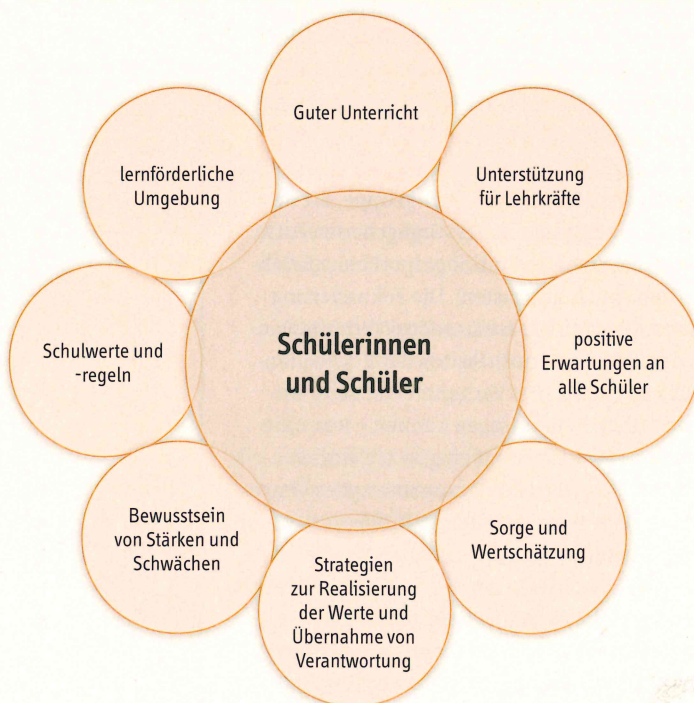 Guter Unterricht
lernförderliche
Umgebung
Unterstützung
für Lehrkräfte
Schulwerte und
-regeln
Schülerinnen
und Schüler
positive
Erwartungen an
alle Schüler
Bewusstsein
von Stärken und
Schwächen
Sorge und
Wertschätzung
Strategien
zur Realisierung
der Werte und
Übernahme von
Verantwortung